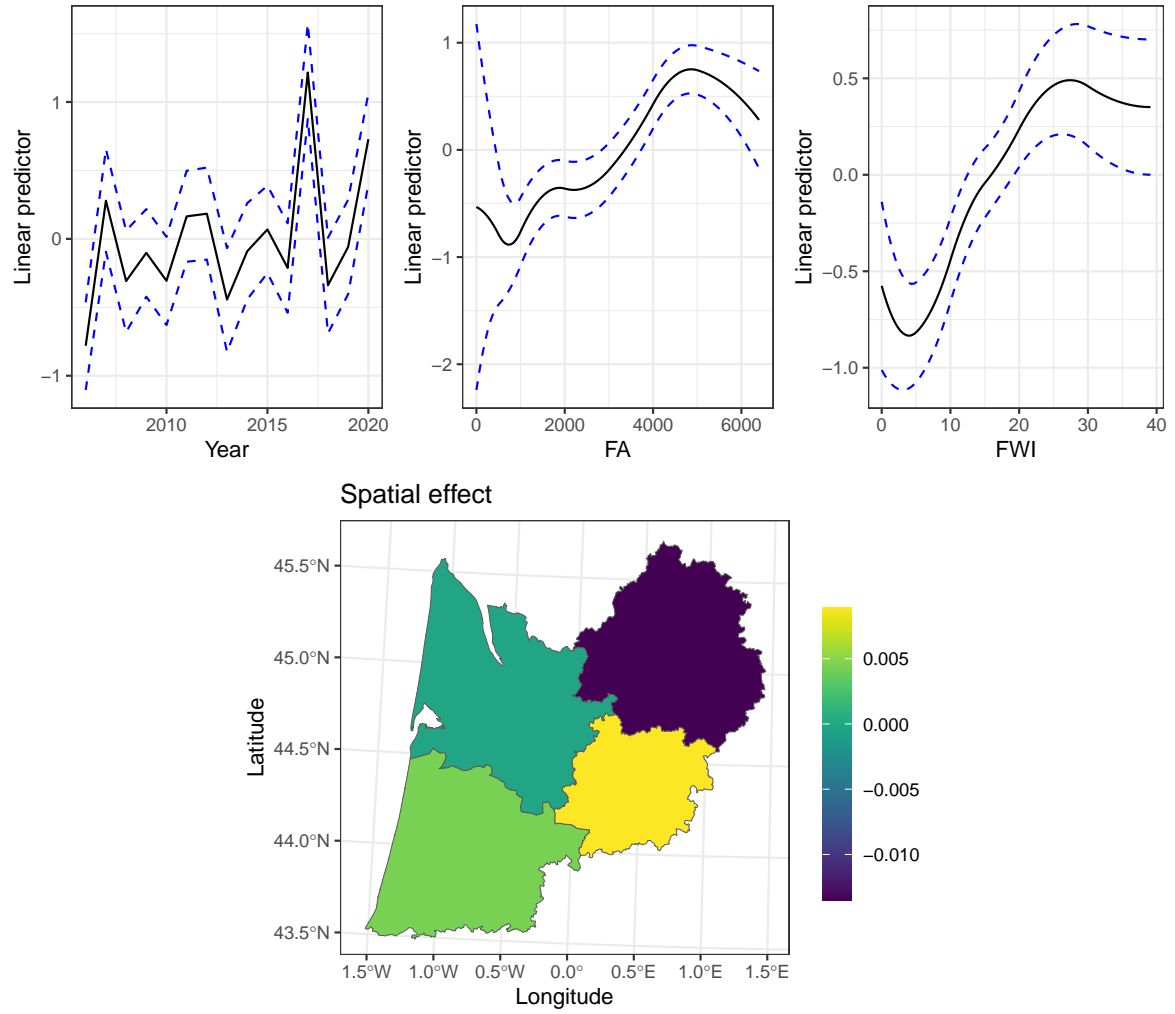 Linear predictor
1
0
−1
2010
2015
2020
Year
Linear predictor
1
0
−1
−2
0
2000
4000
6000
FA
Linear predictor
0.5
0.0
−0.5
−1.0
0
10
20
30
40
FWI
Spatial effect
Latitude
45.5°N
45.0°N
44.5°N
44.0°N
43.5°N
1.5°W
1.0°W
0.5°W
0.0°
0.5°E
1.0°E
1.5°E
Longitude
0.005
0.000
−0.005
−0.010